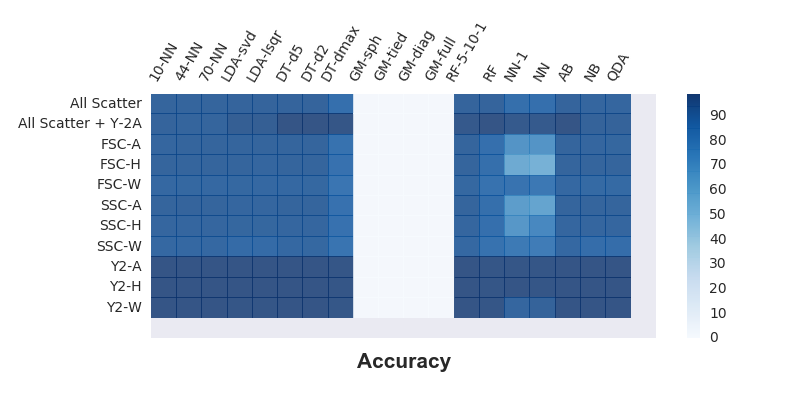 10-NN
44-NN
70-NN
LDA-svd
LDA-lsqr
DT-d5
DT-d2
DT-dmax
GM-sph
GM-tied
GM-diag
GM-full
RF-5-10-1
RF
NN-1
NN
AB
NB
QDA
All Scatter
All Scatter + Y-2A
FSC-A
FSC-H
FSC-W
SSC-A
SSC-H
SSC-W
Y2-A
Y2-H
Y2-W
90
80
70
60
50
40
30
20
10
0
Accuracy